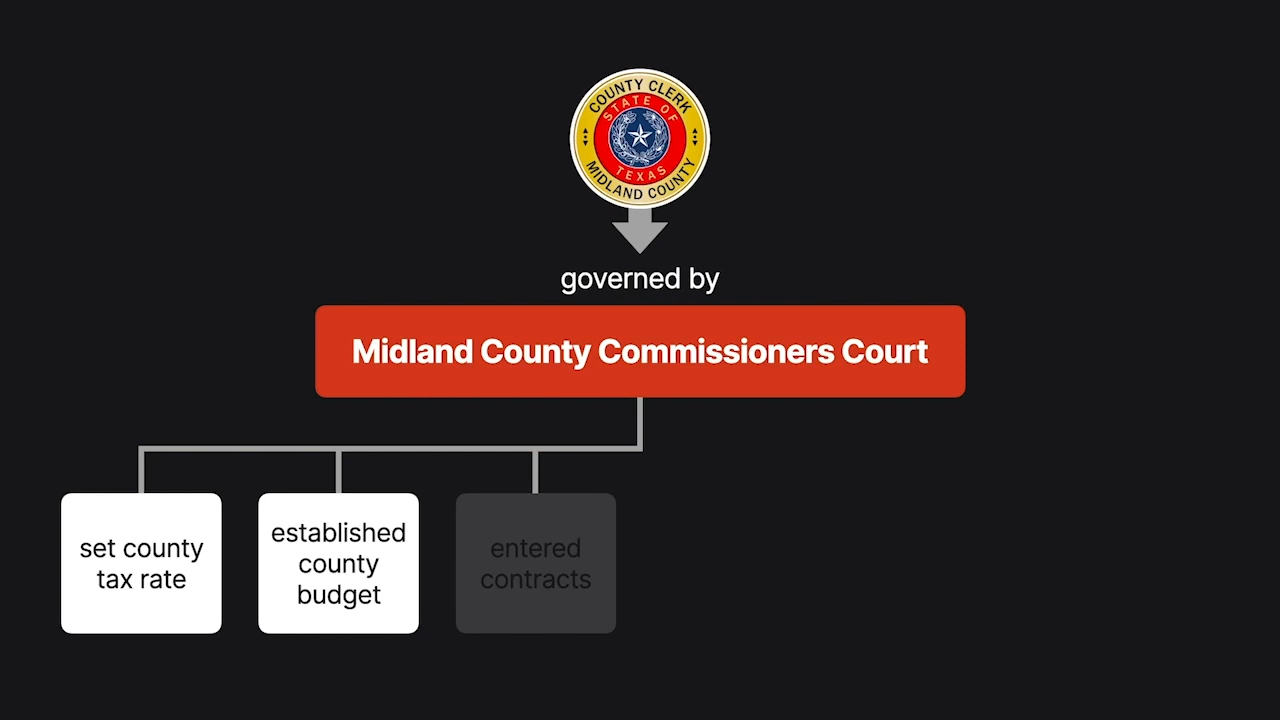 COUNTY CLERK
STATE OF
TEXAS
MIDLAND COUNTY
governed by
Midland County Commissioners Court
set county
tax rate
established
county
budget
entered
contracts